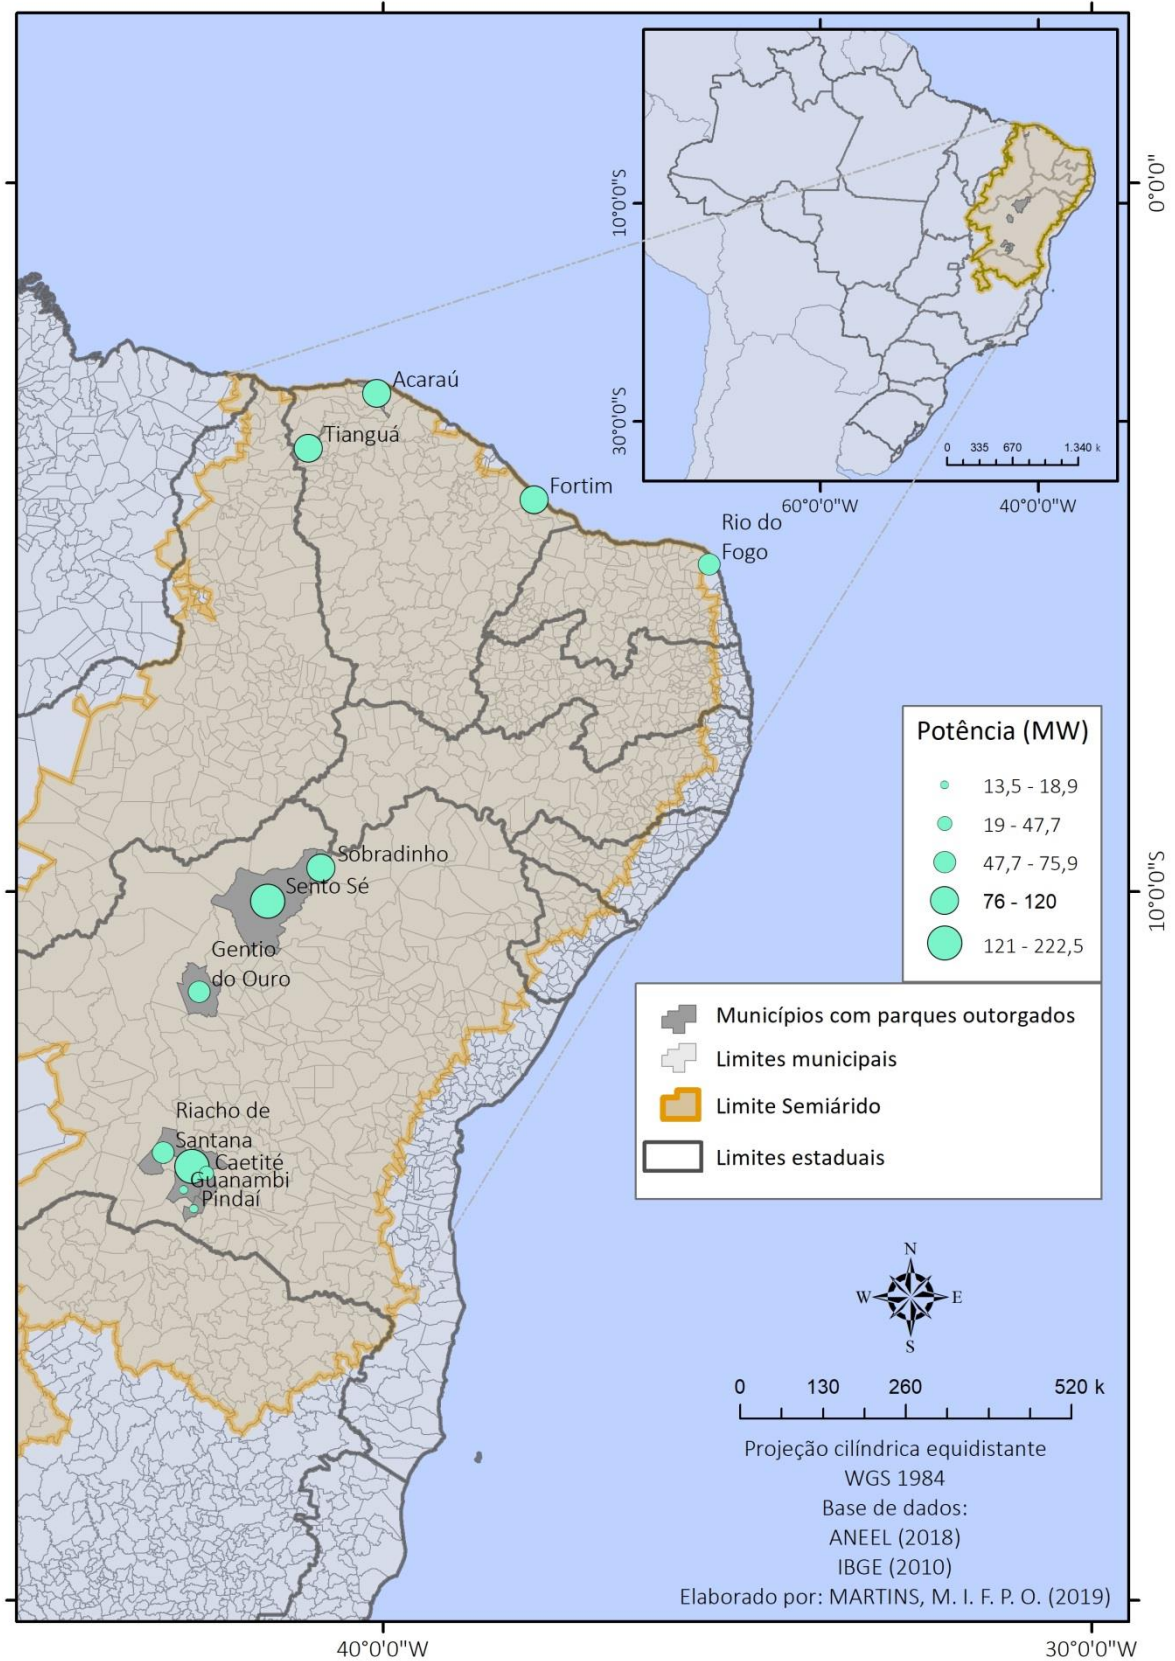 10°0'0"S
30°0'0"S
0 335 670 1.340 k
60°0'0"W
40°0'0"W
0°0'0"
Acaraú
Tianguá
Fortim
Rio do
Fogo
Sobradinho
Sento Sé
Gentio
do Ouro
Riacho de
Santana
Caetité
Guanambi
Pindaí
Potência (MW)
13,5 - 18,9
19 - 47,7
47,7 - 75,9
76 - 120
121 - 222,5
10°0'0"S
Municípios com parques outorgados
Limites municipais
Limite Semiárido
Limites estaduais
N
W E
S
0 130 260 520 k
Projeção cilíndrica equidistante
WGS 1984
Base de dados:
ANEEL (2018)
IBGE (2010)
Elaborado por: MARTINS, M. I. F. P. O. (2019)
40°0'0"W
30°0'0"W